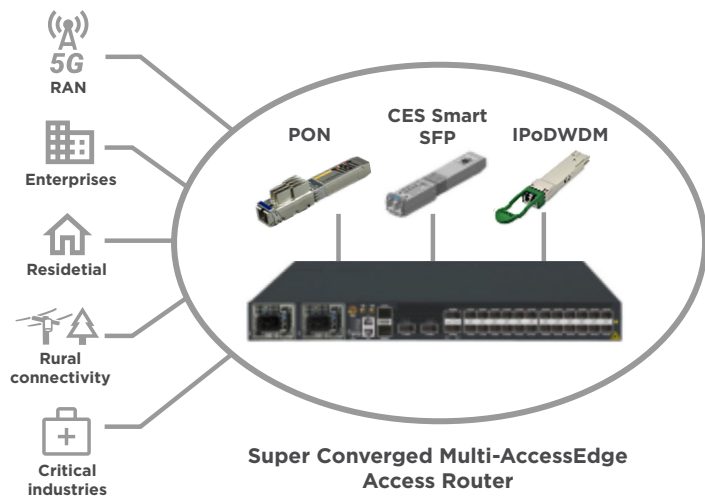 5G
RAN
Enterprises
Residetial
Rural
connectivity
Critical
industries
PON
CES Smart
SFP
IPoDWDM
Super Converged Multi-AccessEdge
Access Router